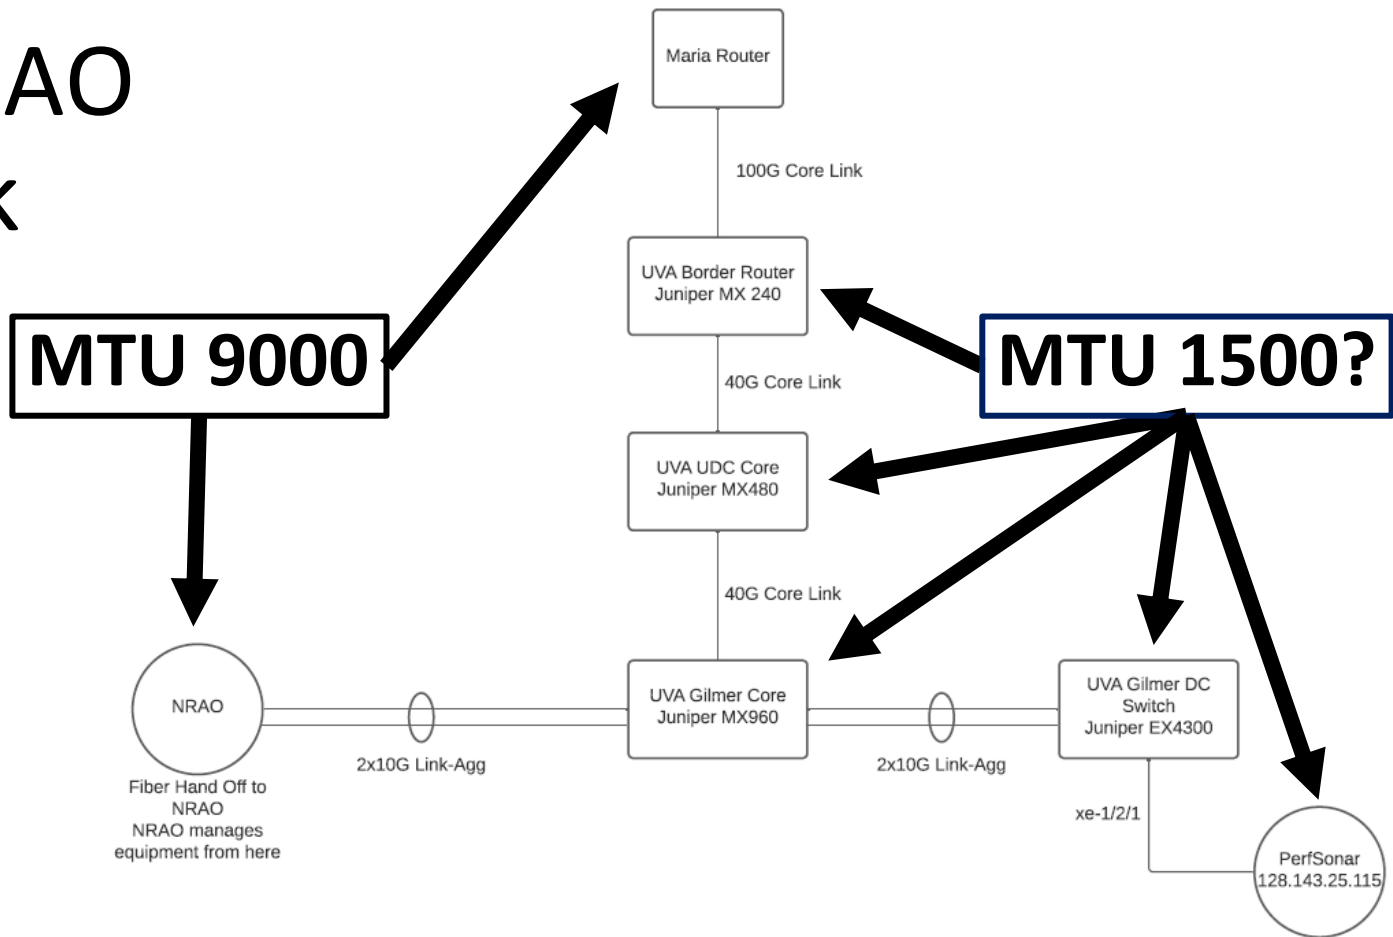 AO
k
Maria Router
100G Core Link
UVA Border Router
Juniper MX 240
MTU 9000
MTU 1500?
40G Core Link
UVA UDC Core
Juniper MX480
40G Core Link
NRAO
UVA Gilmer Core
Juniper MX960
UVA Gilmer DC
Switch
Juniper EX4300
2x10G Link-Agg
2x10G Link-Agg
Fiber Hand Off to
NRAO
NRAO manages
equipment from here
xe-1/2/1
PerfSonar
128.143.25.115